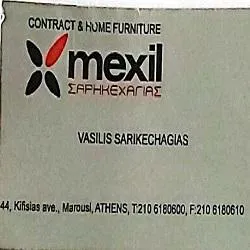 CONTRACT & HOME FURNITURE
mexil
ΣΑΡΗΚΕΧΑΓΙΑΣ
VASILIS SARIKECHAGIAS
44, Kifisias ave., Marousi, ATHENS, T:210 6180600, F:210 6180610